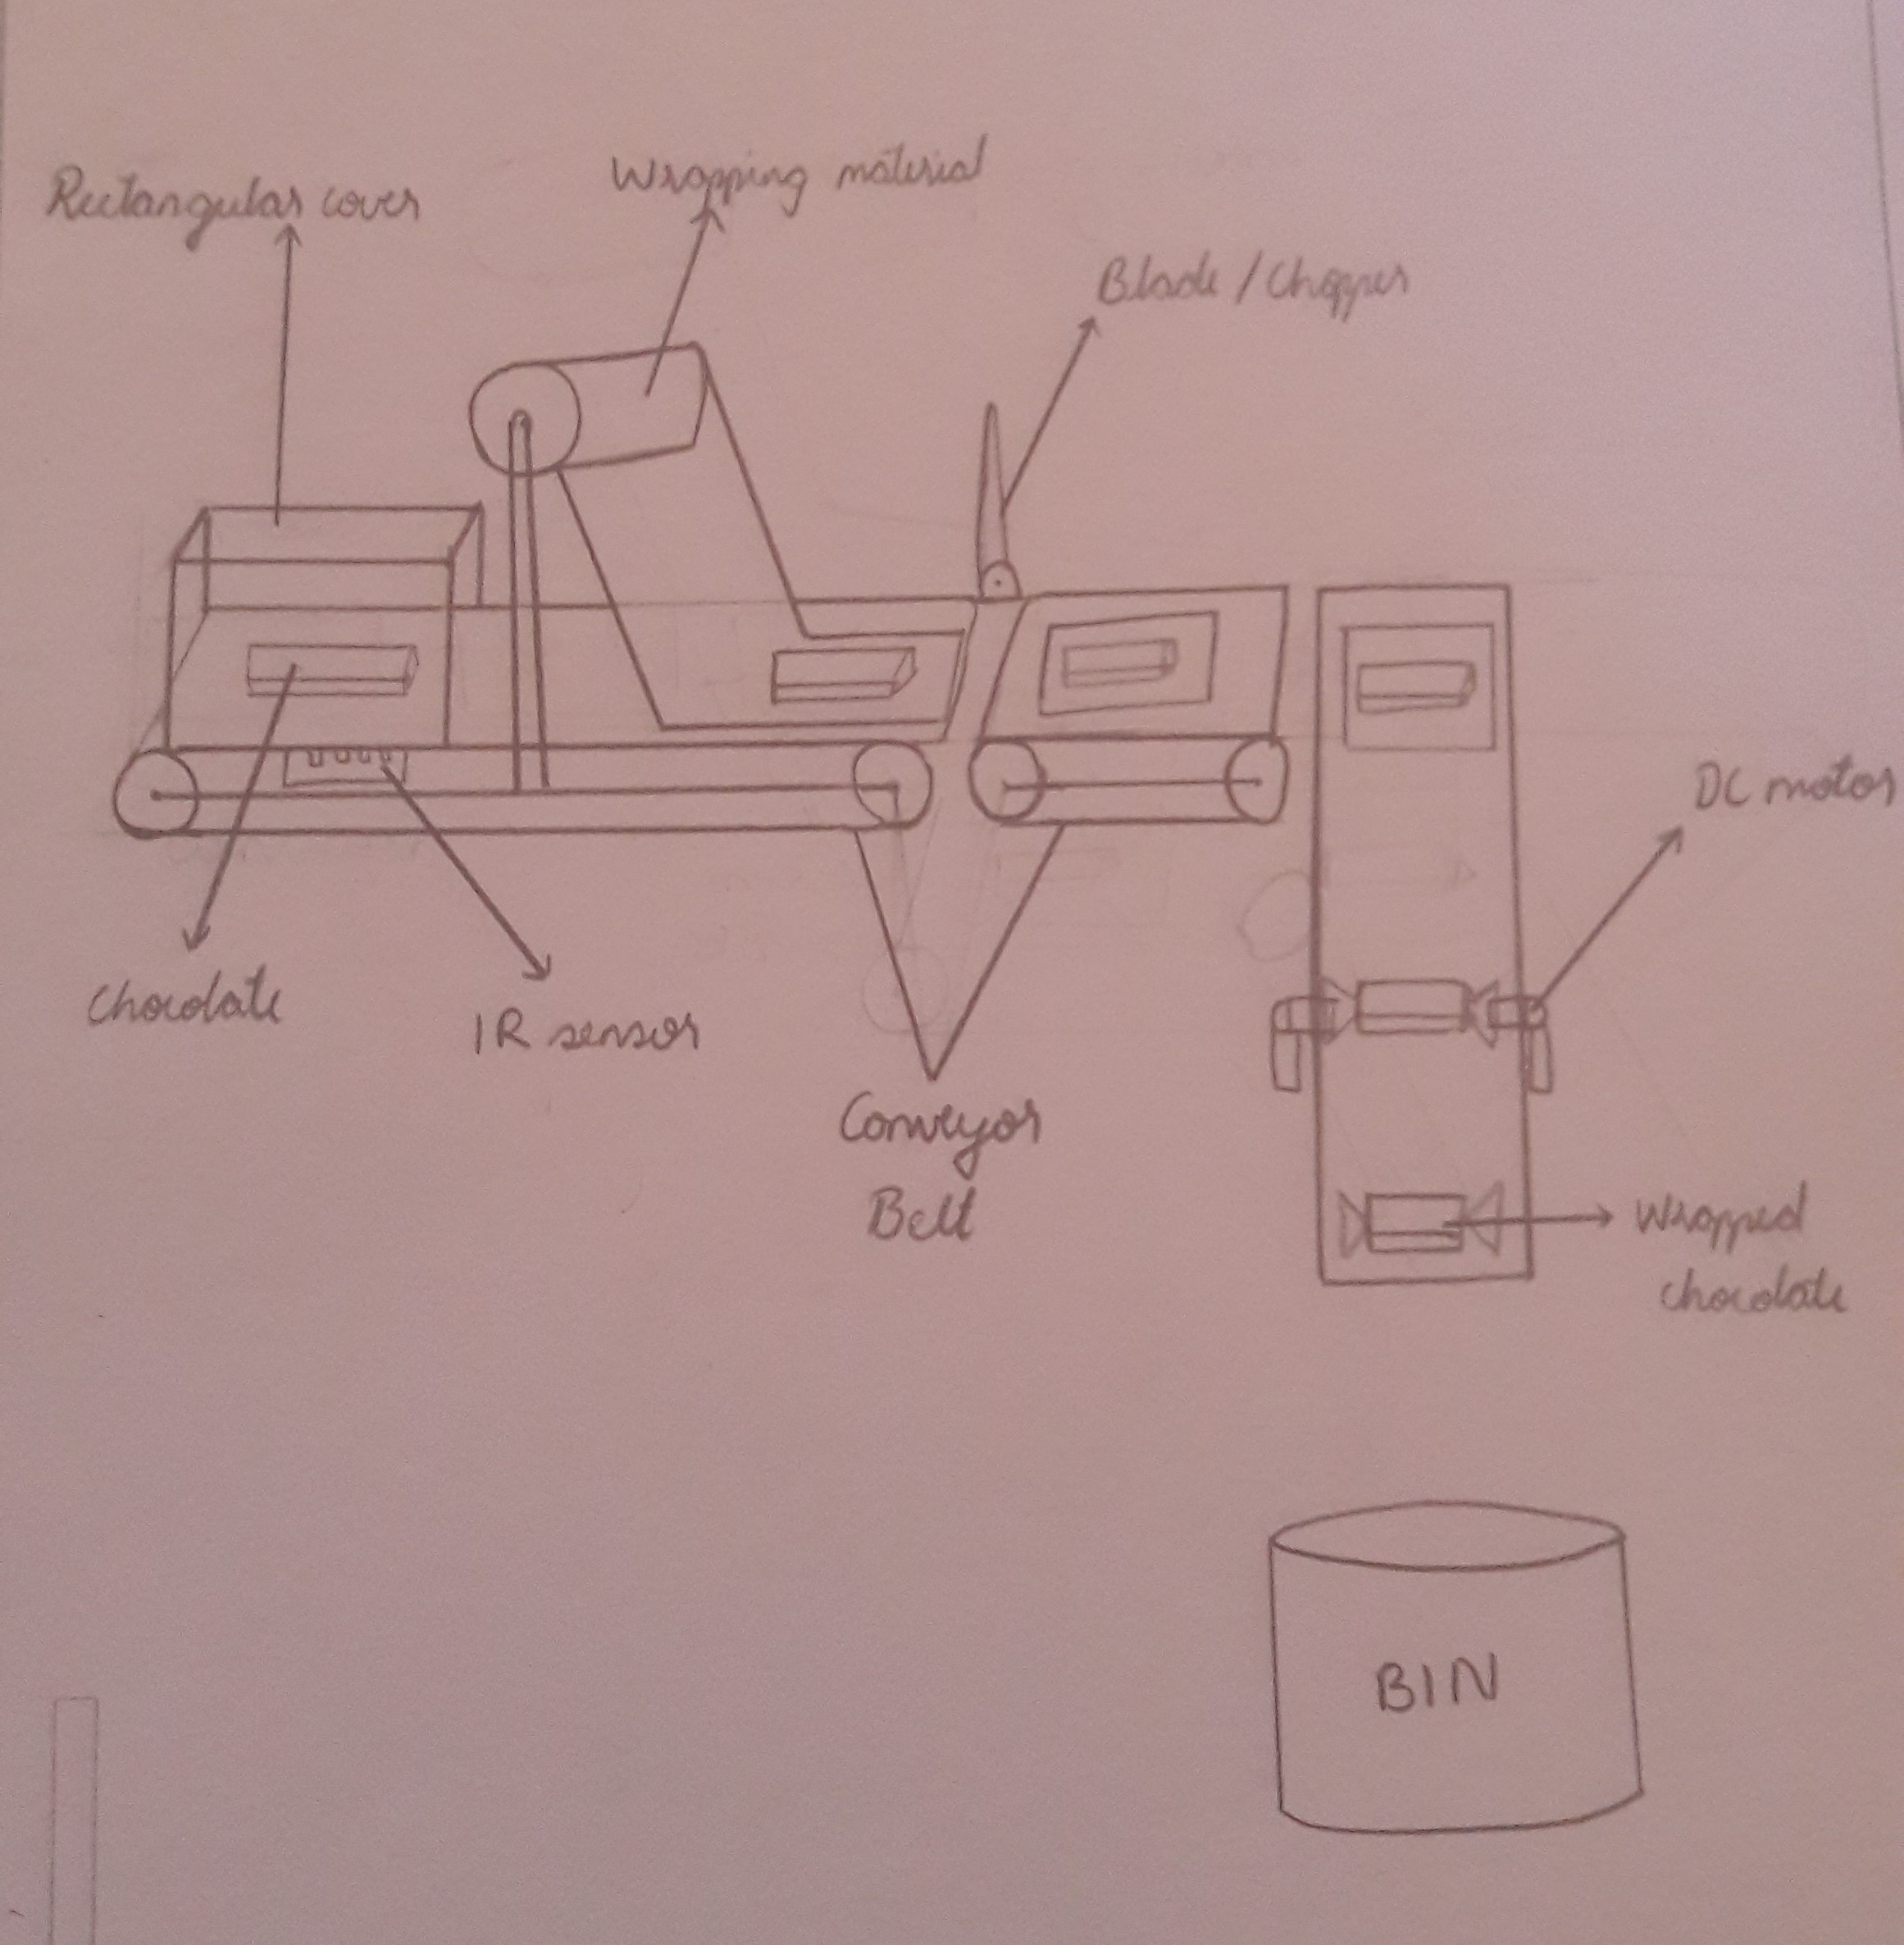 Rectangular cover
Wrapping material
Blade / Chopper
DC motor
Chocolate
IR sensor
Conveyor
Belt
Wrapped
chocolate
BIN